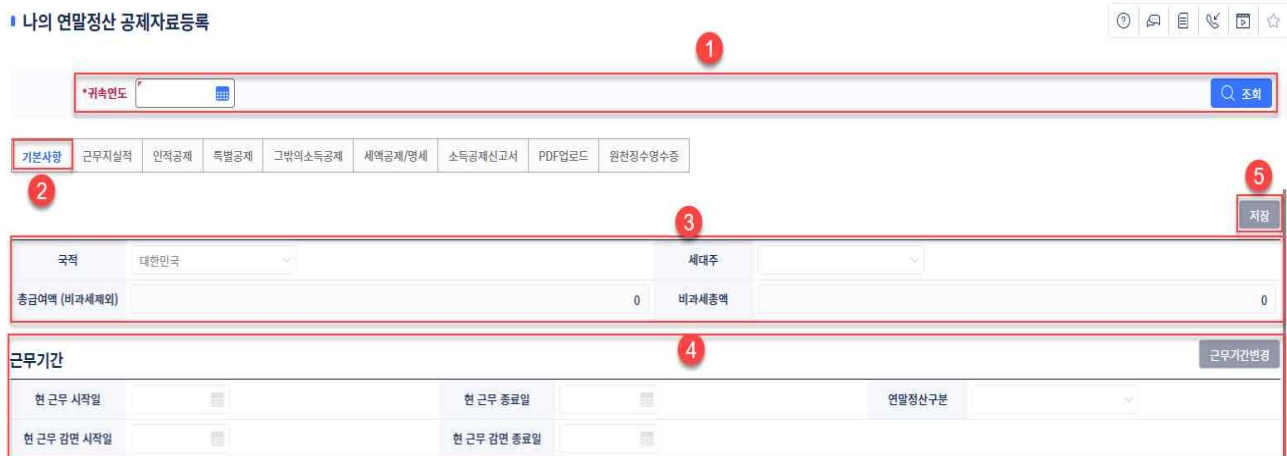 나의 연말정산 공제자료등록
1
*귀속연도 조회
기본사항 근무지실적 인적공제 특별공제 그밖의소득공제 세액공제/명세 소득공제신고서 PDF업로드 원천징수영수증
2
5
저장
3
국적 대한민국 세대주
총급여액 (비과세제외) 0 비과세총액 0
4
근무기간 근무기간변경
현 근무 시작일 현 근무 종료일 연말정산구분
현 근무 감면 시작일 현 근무 감면 종료일